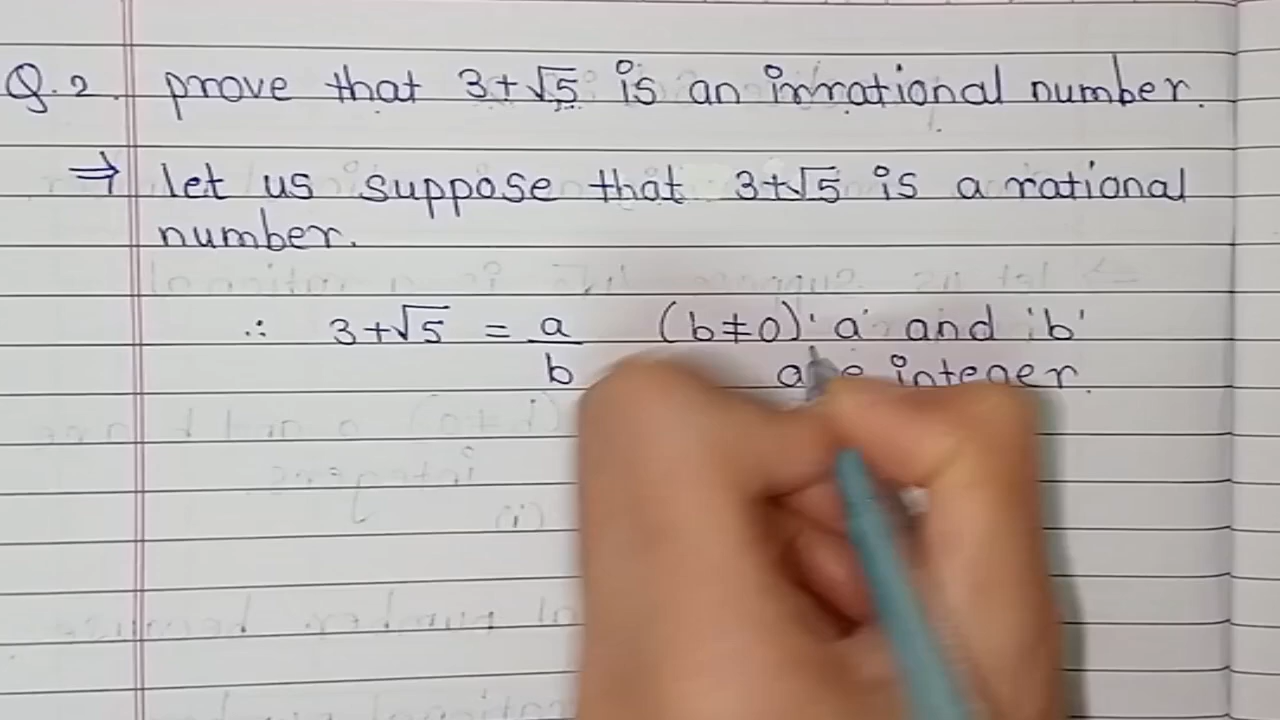 Q.2. prove that 3+√5 is an irrational number.
⇒ let us suppose that 3+√5 is a rational
number.
∴ 3+√5 = a/b (b≠0) 'a' and 'b'
are integer.